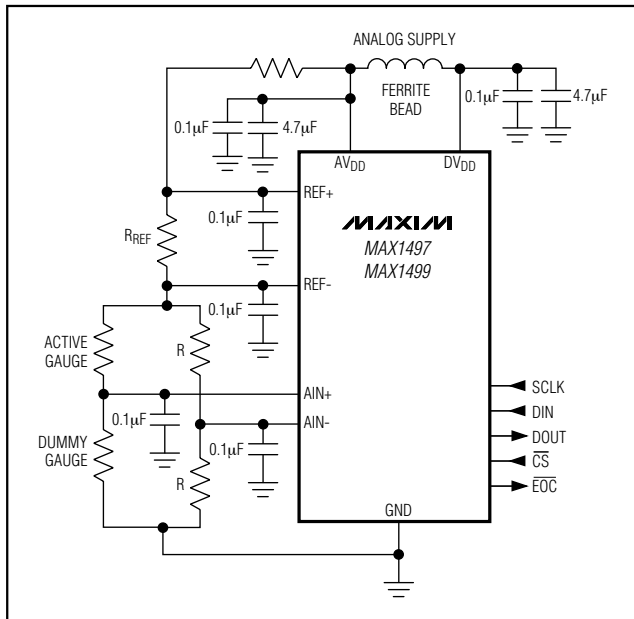 ANALOG SUPPLY
FERRITE
BEAD
0.1μF
4.7μF
0.1μF
4.7μF
AVDD
DVDD
REF+
0.1μF
RREF
MAXIM
MAX1497
MAX1499
REF-
0.1μF
ACTIVE
GAUGE
R
AIN+
SCLK
0.1μF
AIN-
DIN
DUMMY
GAUGE
0.1μF
DOUT
R
CS
EOC
GND